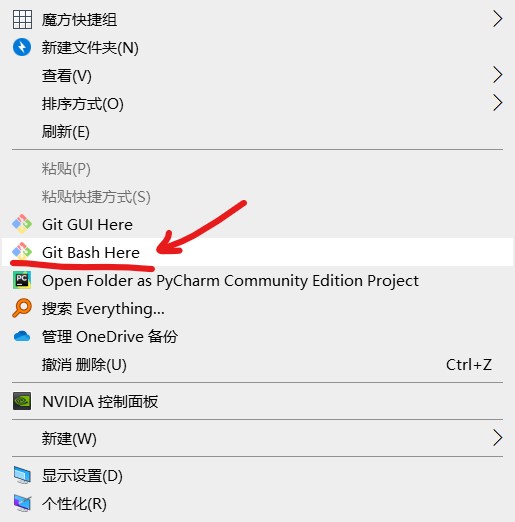 魔方快捷组
新建文件夹(N)
查看(V)
排序方式(O)
刷新(E)
粘贴(P)
粘贴快捷方式(S)
Git GUI Here
Git Bash Here
Open Folder as PyCharm Community Edition Project
搜索 Everything...
管理 OneDrive 备份
撤消 删除(U) Ctrl+Z
NVIDIA 控制面板
新建(W)
显示设置(D)
个性化(R)